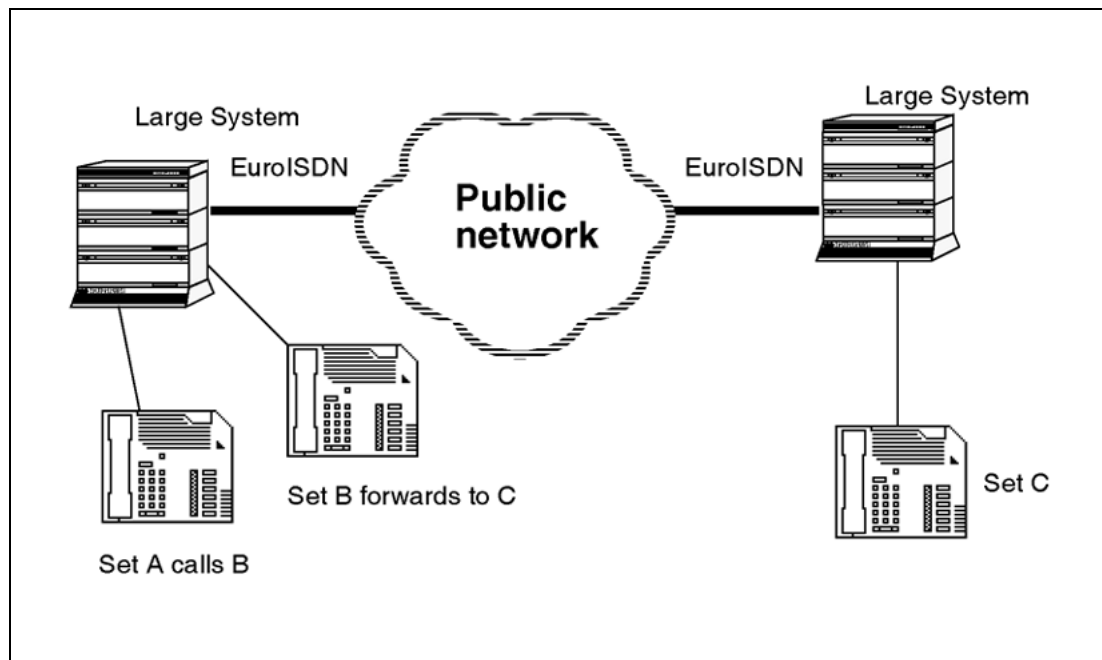 Large System
EuroISDN
Public
network
EuroISDN
Large System
Set B forwards to C
Set A calls B
Set C